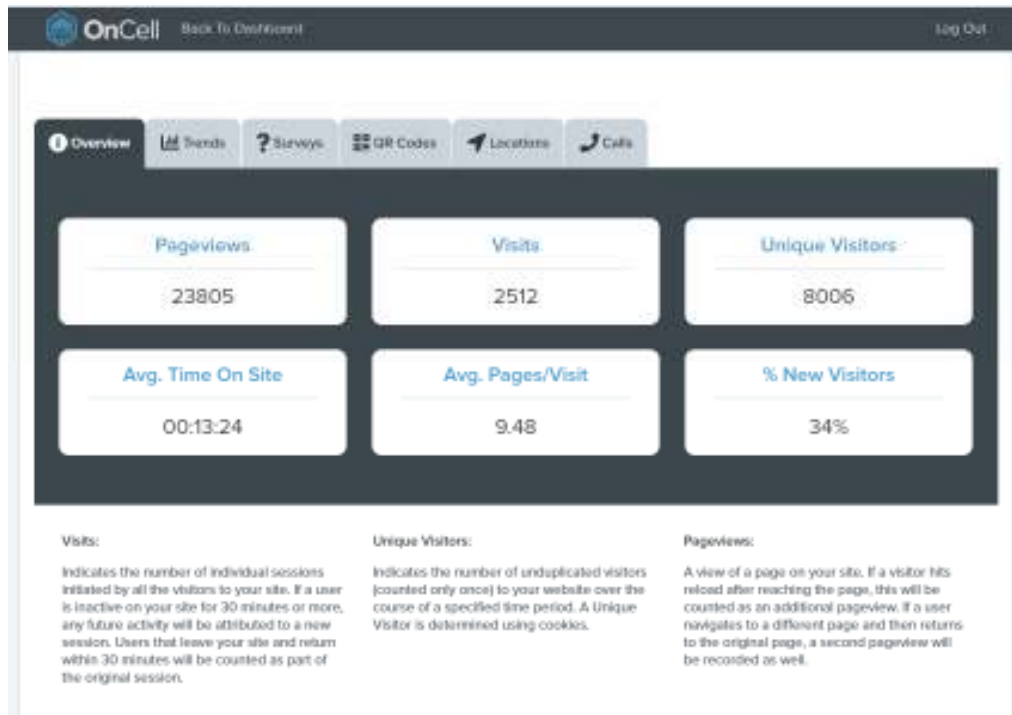 OnCell Back To Dashboard Log Out
Overview Trends Surveys QR Codes Locations Calls
Pageviews Visits Unique Visitors
23805 2512 8006
Avg. Time On Site Avg. Pages/Visit % New Visitors
00:13:24 9.48 34%
Visits:
Indicates the number of individual sessions
initiated by all the visitors to your site. If a user
is inactive on your site for 30 minutes or more,
any future activity will be attributed to a new
session. Users that leave your site and return
within 30 minutes will be counted as part of
the original session.
Unique Visitors:
Indicates the number of unduplicated visitors
(counted only once) to your website over the
course of a specified time period. A Unique
Visitor is determined using cookies.
Pageviews:
A view of a page on your site. If a visitor hits
reload after reaching the page, this will be
counted as an additional pageview. If a user
navigates to a different page and then returns
to the original page, a second pageview will
be recorded as well.